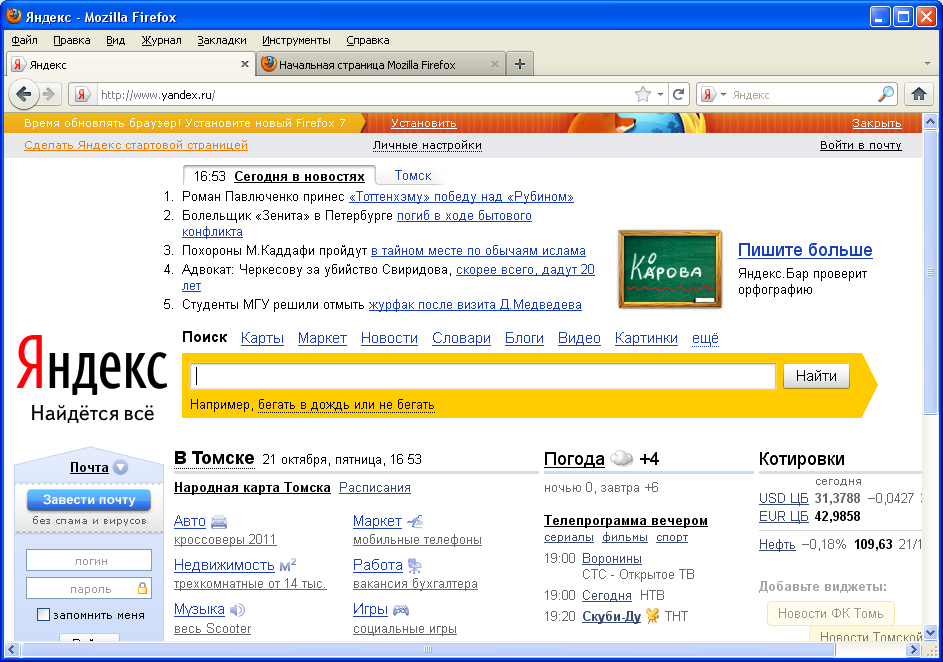 Яндекс - Mozilla Firefox
Файл Правка Вид Журнал Закладки Инструменты Справка
Яндекс
Начальная страница Mozilla Firefox
http://www.yandex.ru/
Яндекс
Время обновлять браузер! Установите новый Firefox 7 Установить Закрыть
Сделать Яндекс стартовой страницей Личные настройки Войти в почту
16:53 Сегодня в новостях Томск
1. Роман Павлюченко принес «Тоттенхэму» победу над «Рубином»
2. Болельщик «Зенита» в Петербурге погиб в ходе бытового
конфликта
3. Похороны М.Каддафи пройдут в тайном месте по обычаям ислама
4. Адвокат: Черкесову за убийство Свиридова, скорее всего, дадут 20
лет
5. Студенты МГУ решили отмыть журфак после визита Д.Медведева
КОАРОВА
Пишите больше
Яндекс.Бар проверит
орфографию
Поиск Карты Маркет Новости Словари Блоги Видео Картинки ещё
Яндекс
Найдётся всё
Найти
Например, бегать в дождь или не бегать
Почта
Завести почту
без спама и вирусов
логин
пароль
запомнить меня
В Томске 21 октября, пятница, 16 53
Народная карта Томска Расписания
Авто
кроссоверы 2011
Маркет
мобильные телефоны
Недвижимость м²
трехкомнатные от 14 тыс.
Работа
вакансия бухгалтера
Музыка
весь Scooter
Игры
социальные игры
Погода +4
ночью 0, завтра +6
Телепрограмма вечером
сериалы фильмы спорт
19:00 Воронины
СТС - Открытое ТВ
19:00 Сегодня НТВ
19:20 Скуби-Ду ТНТ
Котировки
сегодня
USD ЦБ 31,3788 −0,0427
EUR ЦБ 42,9858
Нефть −0,18% 109,63 21/1
Добавьте виджеты:
Новости ФК Томь
Новости Томской